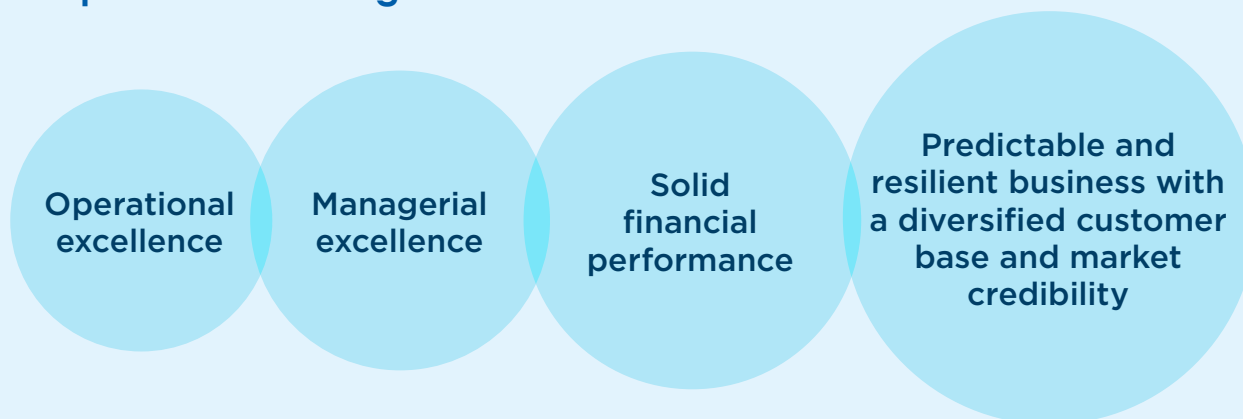 Operational
excellence
Managerial
excellence
Solid
financial
performance
Predictable and
resilient business with
a diversified customer
base and market
credibility